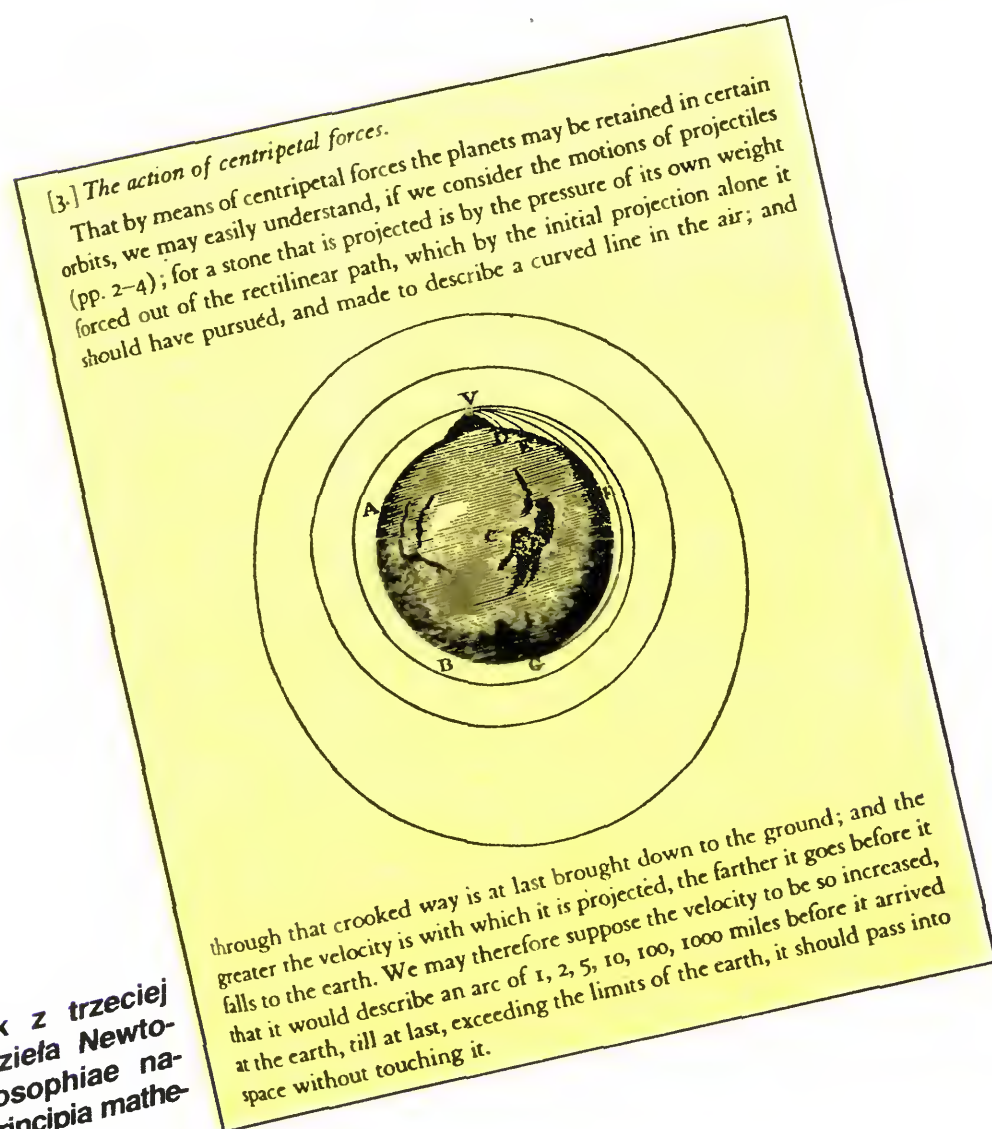 [3.] The action of centripetal forces.
That by means of centripetal forces the planets may be retained in certain
orbits, we may easily understand, if we consider the motions of projectiles
(pp. 2–4); for a stone that is projected is by the pressure of its own weight
forced out of the rectilinear path, which by the initial projection alone it
should have pursuéd, and made to describe a curved line in the air; and
V
D E
A
F
C
B G
through that crooked way is at last brought down to the ground; and the
greater the velocity is with which it is projected, the farther it goes before it
falls to the earth. We may therefore suppose the velocity to be so increased,
that it would describe an arc of 1, 2, 5, 10, 100, 1000 miles before it arrived
at the earth, till at last, exceeding the limits of the earth, it should pass into
space without touching it.
k z trzeciej
zieła Newto-
osophiae na-
rincipia mathe-